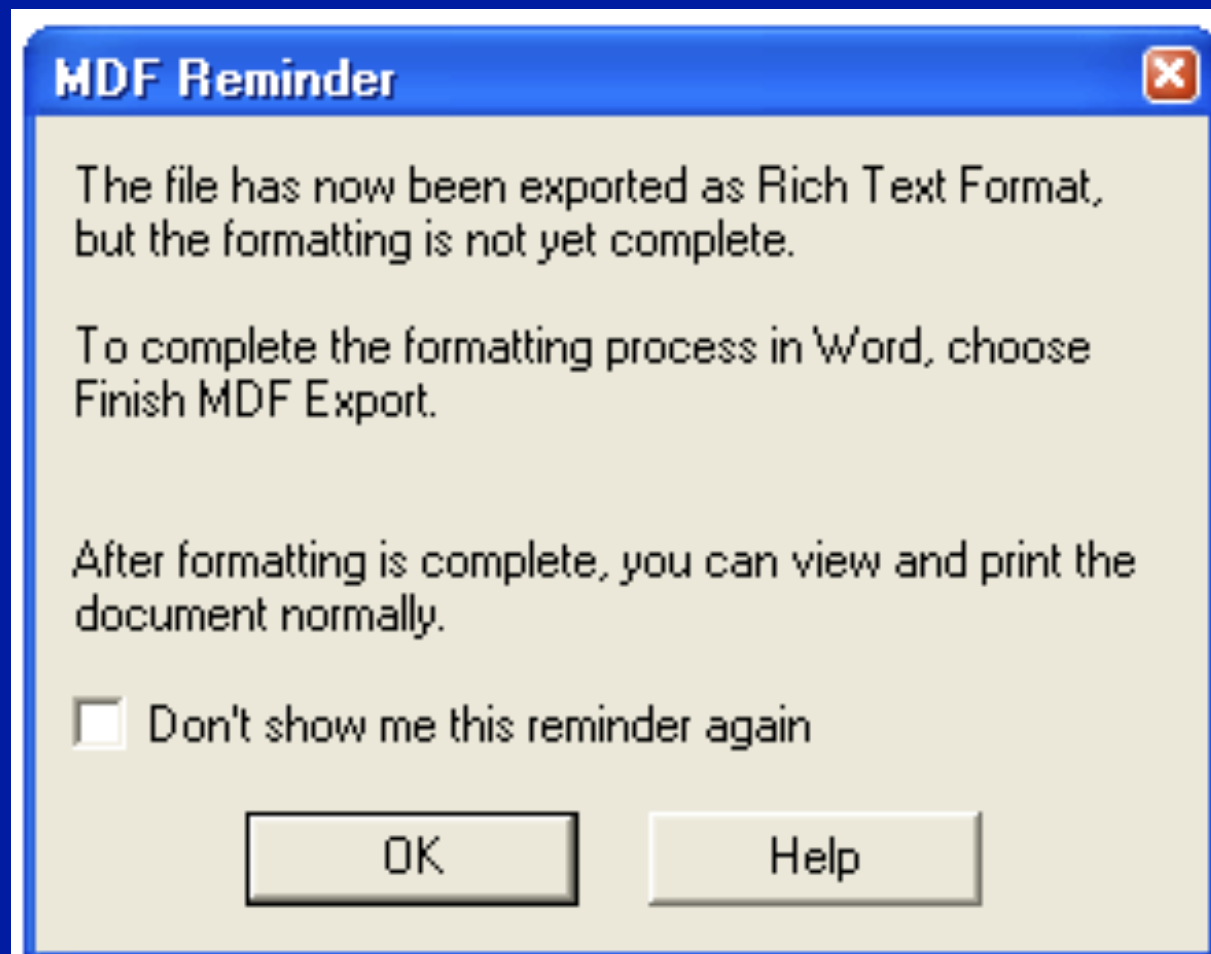 MDF Reminder
The file has now been exported as Rich Text Format,
but the formatting is not yet complete.
To complete the formatting process in Word, choose
Finish MDF Export.
After formatting is complete, you can view and print the
document normally.
Don't show me this reminder again
OK
Help